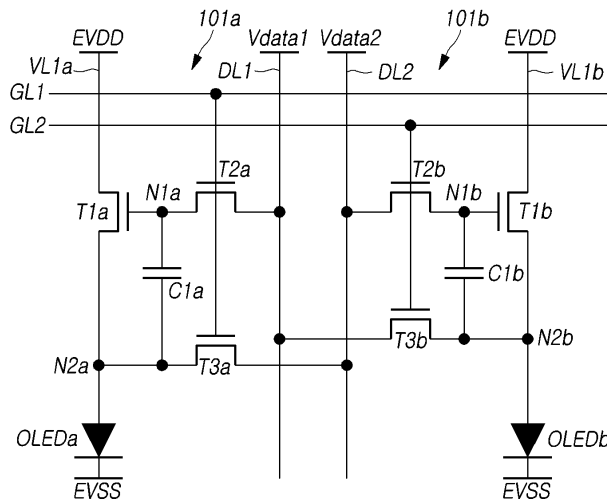 101a 101b
EVDD Vdata1 Vdata2 EVDD
VL1a DL1 DL2 VL1b
GL1
GL2
T2a T2b
N1a N1b
T1a T1b
C1a C1b
N2a T3a T3b N2b
OLEDa OLEDb
EVSS EVSS